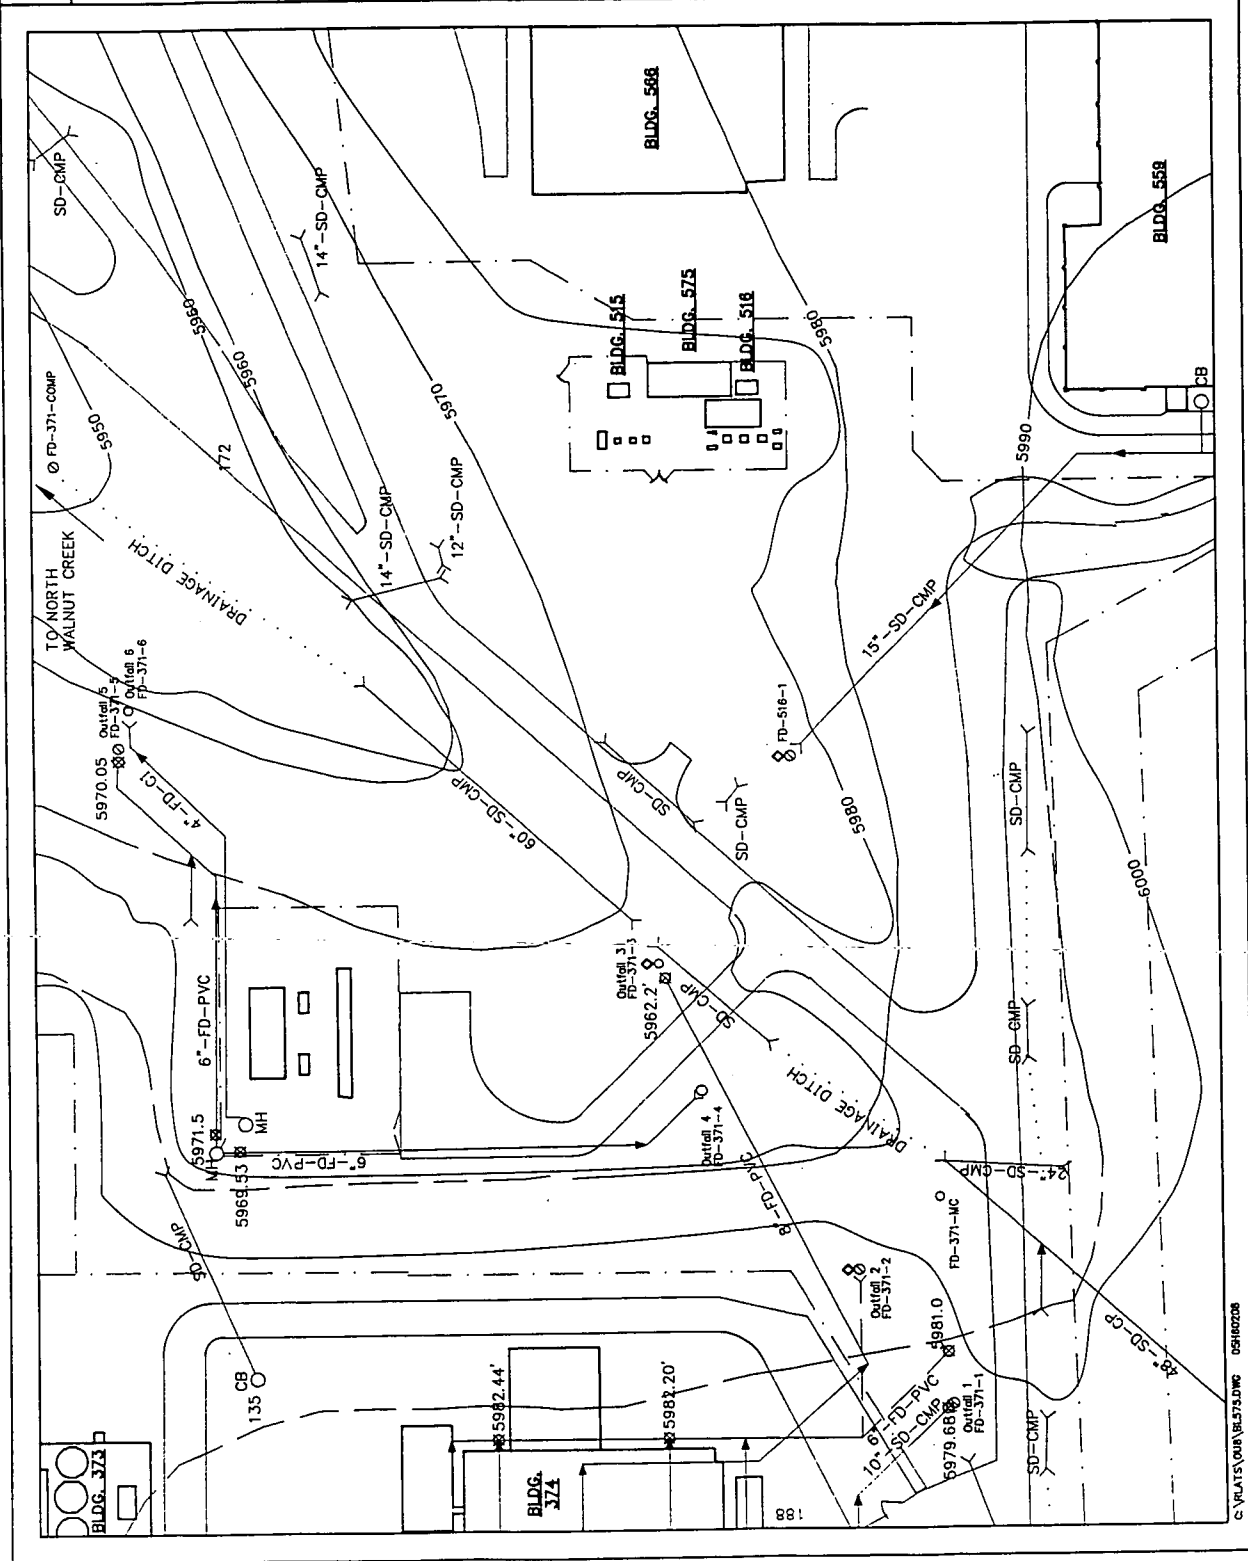 SD-CMP
14"-SD-CMP
BLDG. 566
BLDG. 559
5960
5960
5970
5950
FD-371-COMP
172
BLDG. 515
BLDG. 575
BLDG. 516
5980
CB
5990
TO NORTH
WALNUT CREEK
DRAINAGE DITCH
14"-SD-CMP
12"-SD-CMP
15"-SD-CMP
Outfall 6
FD-371-6
Outfall 5
FD-371-5
5970.05
4"-FD-CI
60"-SD-CMP
SD-CMP
SD-CMP
FD-516-1
5980
SD-CMP
6000
6"-FD-PVC
Outfall 3
FD-371-3
5962.2'
SD-CMP
SD-CMP
DRAINAGE DITCH
5971.5
MH
MH
5969.53
6"-FD-PVC
Outfall 4
FD-371-4
8"-FD-PVC
24"-SD-CMP
FD-371-MC
SD-CMP
CB
135
Outfall 2
FD-371-2
5981.0
48"-SD-CP
5982.44'
5982.20'
6"-FD-PVC
10"-SD-CMP
5979.68
Outfall 1
FD-371-1
SD-CMP
BLDG. 373
BLDG.
374
188
C:\RLATS\OU8\BL575.DWG 05H80208